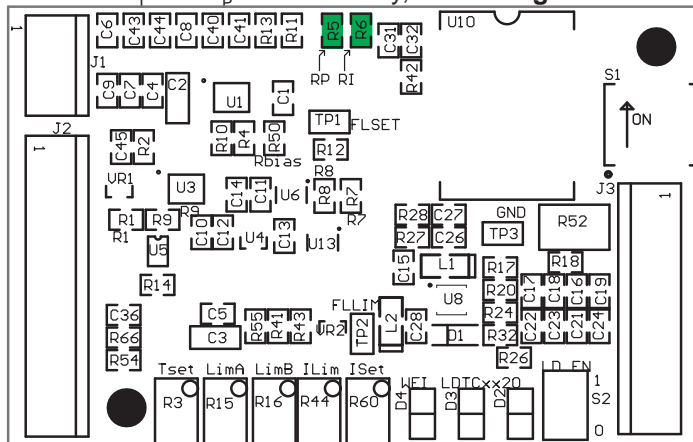 C6 C43 C44 C8 C40 C41 R13 R11 R5 R6 C31 C32 U10
1 J1 RP RI R42 S1
C9 C7 C4 C2 U1 C1 TP1 FLSET ON
J2 R10 R4 R50 R12
1 C45 R2 Rbias R8
VR1 U3 C14 C11 U6 R8 R7 J3 1
R1 R9 R9 R7 R28 C27 GND R52
R1 U5 C10 C12 U4 C13 U13 R27 C26 TP3
R14 C15 L1 R17 R18
U8 R20 C17 C18 C16 C19
C36 C5 FLLIM R24
R66 C3 R55 R41 R43 VR2 TP2 L2 C28 D1 R32 C22 C23 C21 C24
R54 R26
Tset LimA LimB ILim ISet WFI LDTCxx20 LD EN
R3 R15 R16 R44 R60 D4 D3 D2 1
S2
0